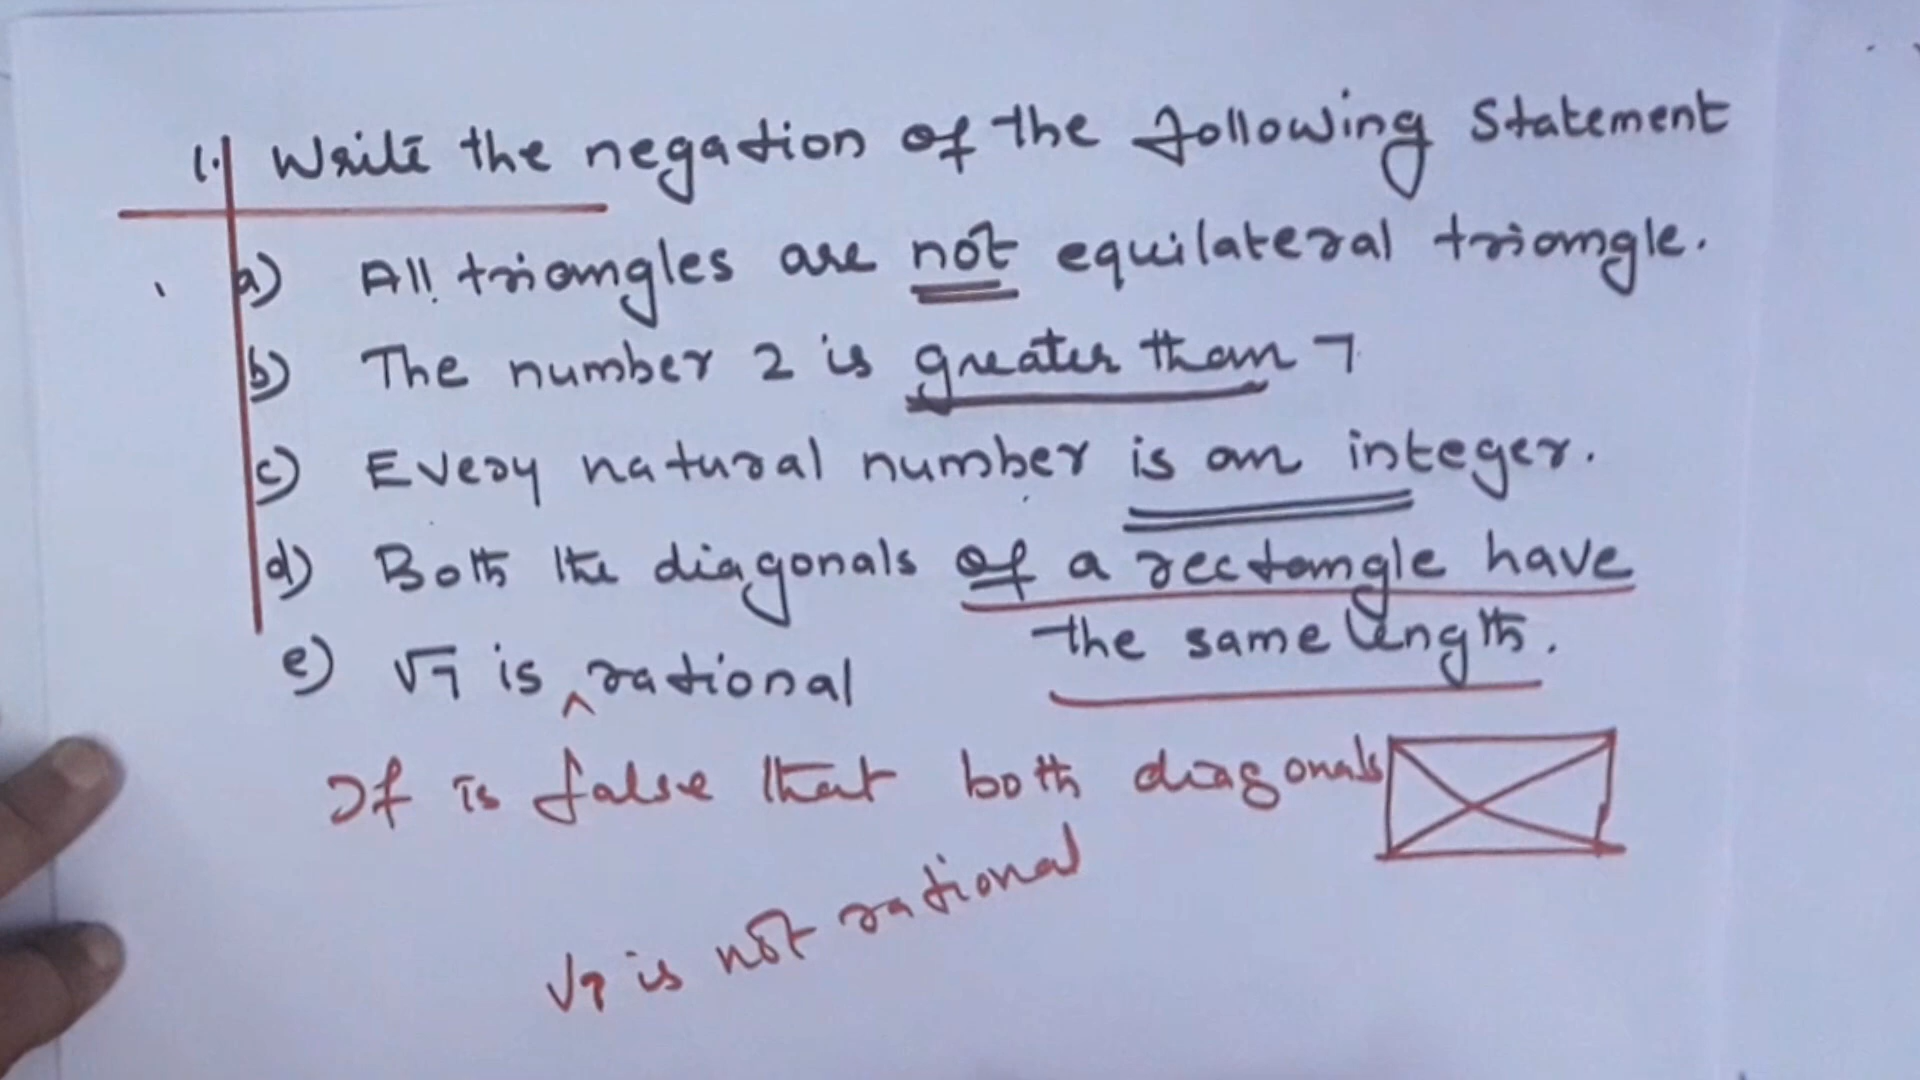 1. Write the negation of the following statement
a) All triangles are not equilateral triangle.
b) The number 2 is greater than 7
c) Every natural number is an integer.
d) Both the diagonals of a rectangle have
the same length.
e) √7 is ^ rational
It is false that both diagonals
√7 is not rational